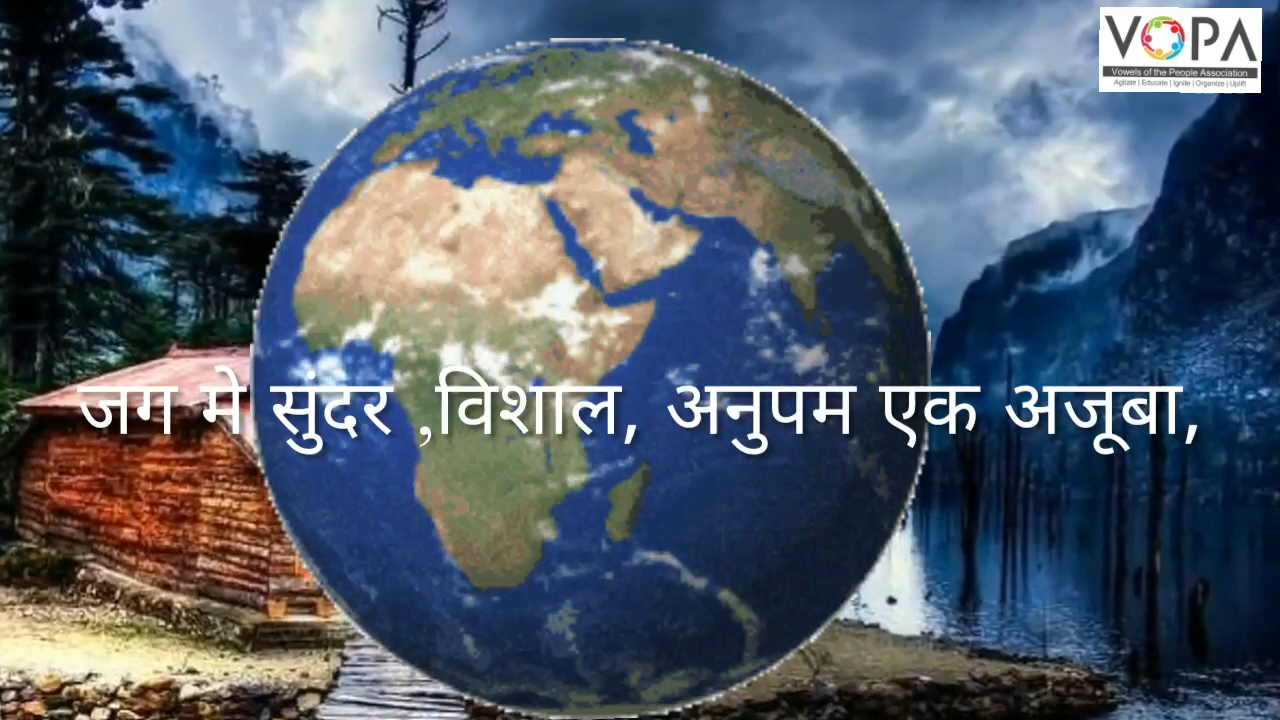 VOPA
Vowels of the People Association
Agitate | Educate | Ignite | Organize | Uplift
जग मे सुंदर ,विशाल, अनुपम एक अजूबा,